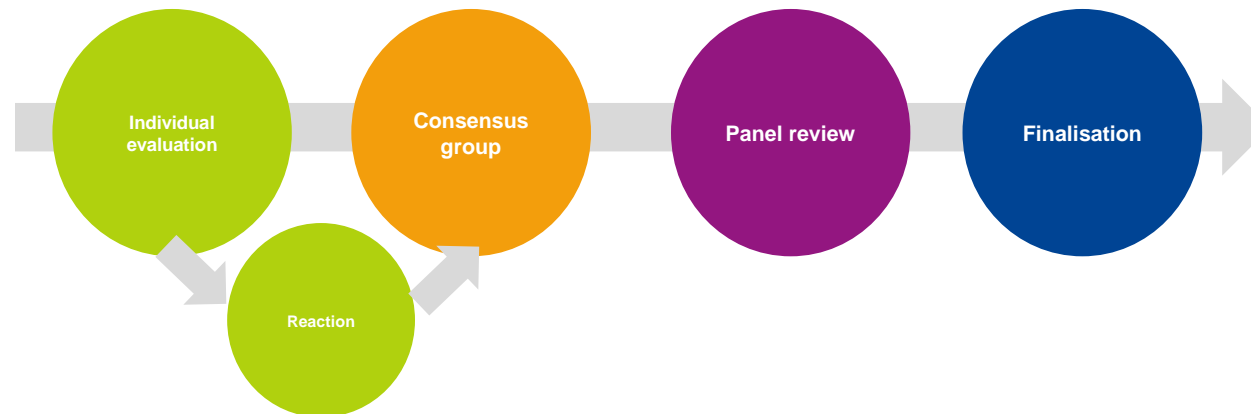 Individual
evaluation
Consensus
group
Panel review
Finalisation
Reaction